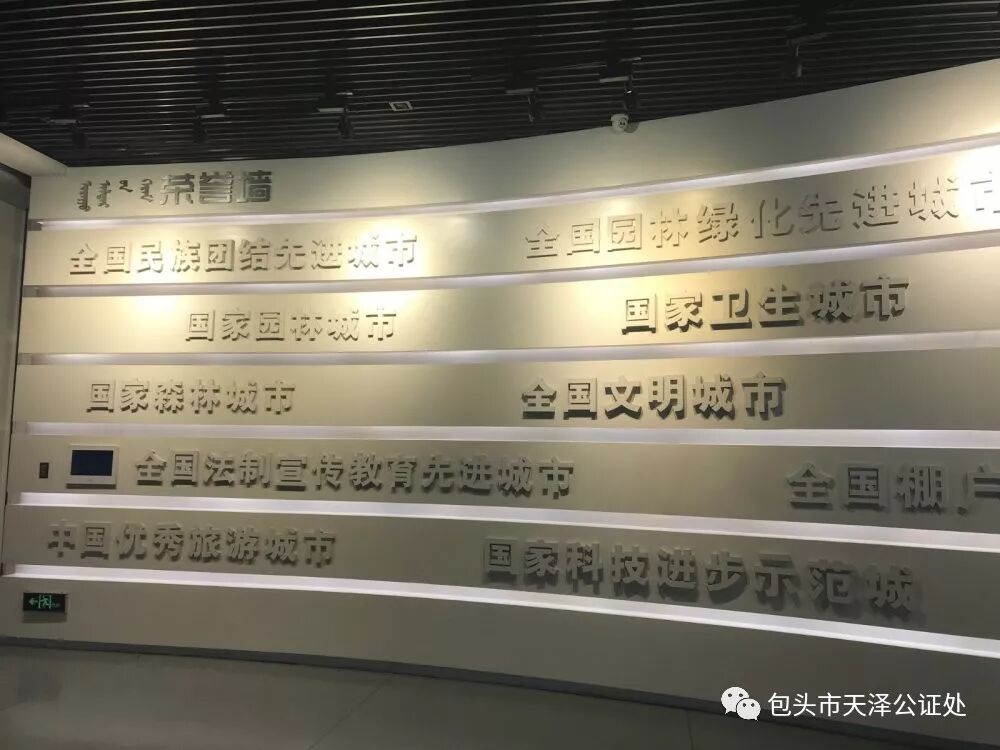 荣誉墙
全国民族团结先进城市
全国园林绿化先进城市
国家园林城市
国家卫生城市
国家森林城市
全国文明城市
全国法制宣传教育先进城市
全国棚户
中国优秀旅游城市
国家科技进步示范城
包头市天泽公证处